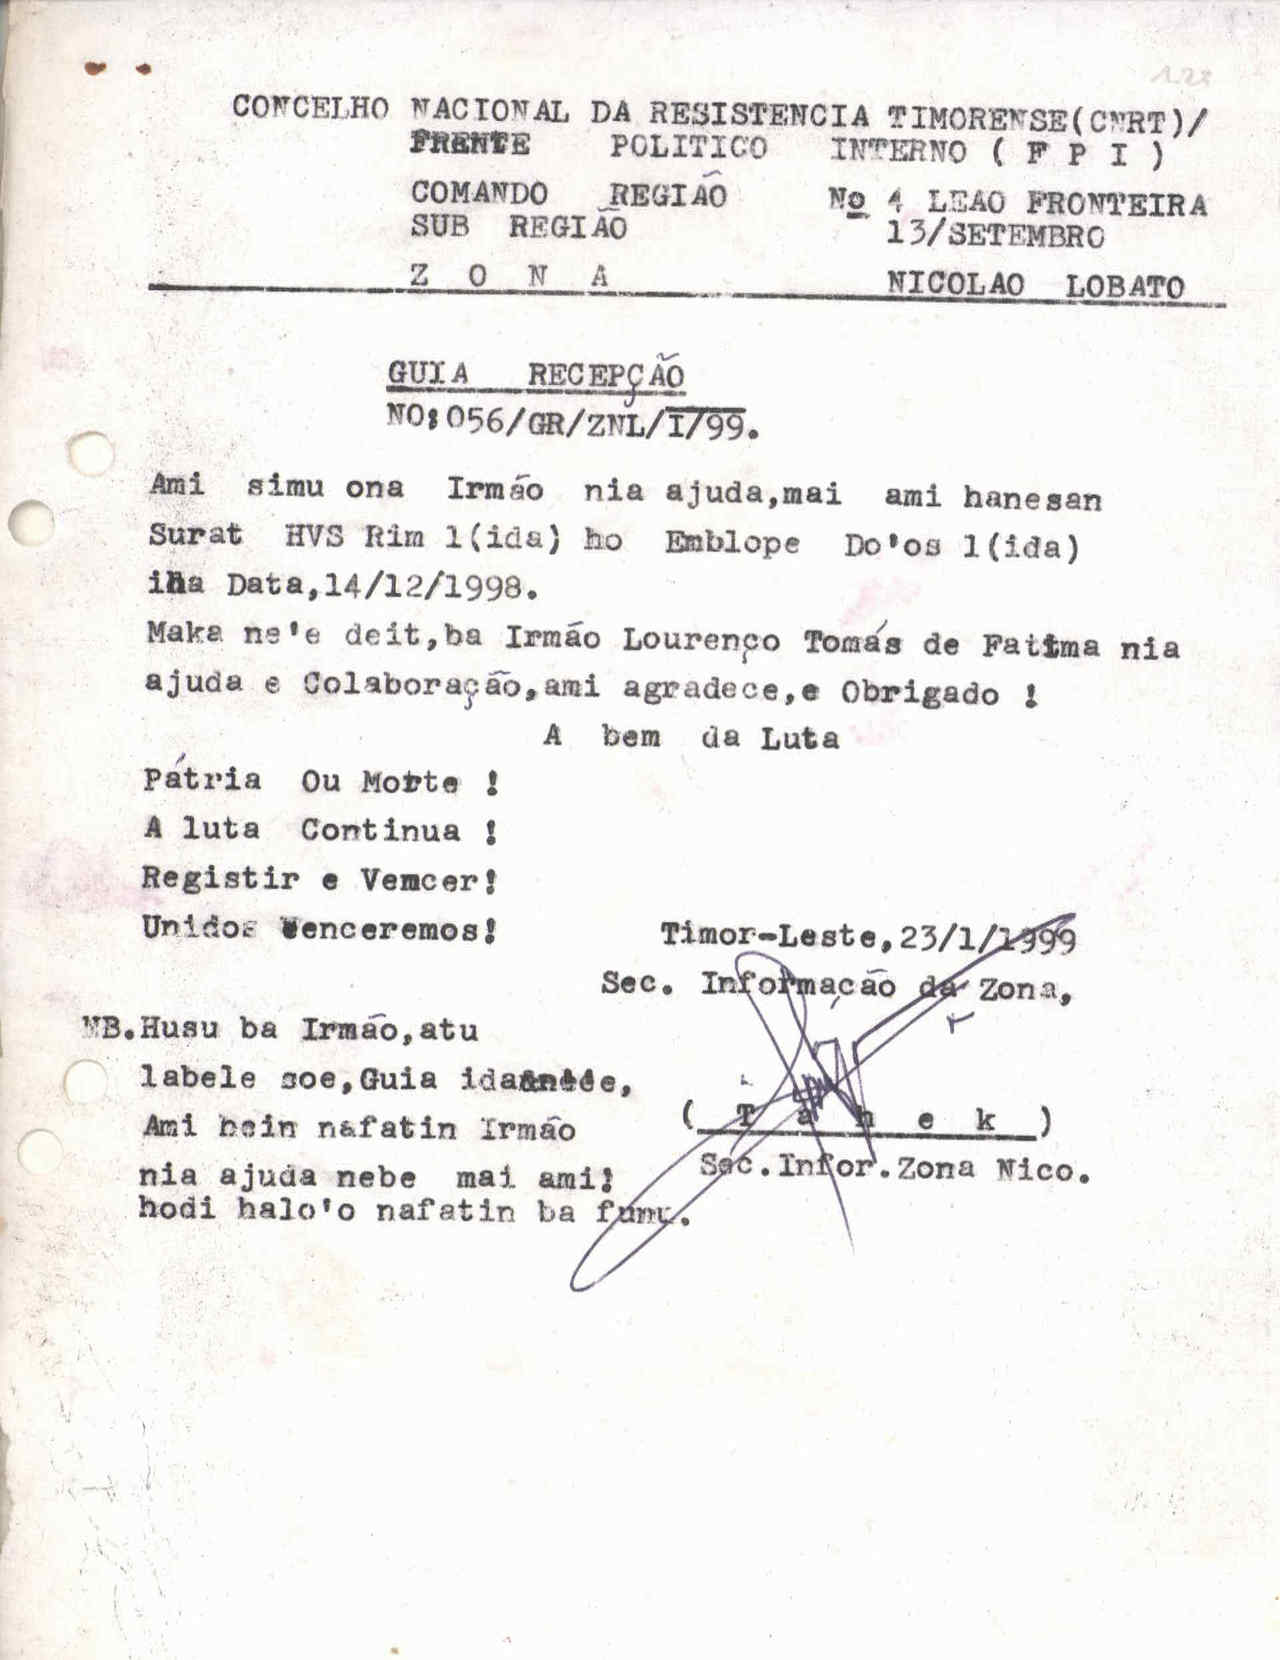 123
CONCELHO NACIONAL DA RESISTENCIA TIMORENSE(CNRT)/
FRENTE POLITICO INTERNO ( F P I )
COMANDO REGIÃO Nº 4 LEAO FRONTEIRA
SUB REGIÃO 13/SETEMBRO
Z O N A NICOLAO LOBATO
GUIA RECEPÇÃO
NO:056/GR/ZNL/I/99.
Ami simu ona Irmão nia ajuda,mai ami hanesan
Surat HVS Rim 1(ida) ho Emblope Do'os 1(ida)
iha Data,14/12/1998.
Maka ne'e deit,ba Irmão Lourenço Tomás de Fatima nia
ajuda e Colaboração,ami agradece,e Obrigado !
A bem da Luta
Pátria Ou Morte !
A luta Continua !
Registir e Vemcer!
Unidos Venceremos!
Timor-Leste,23/1/1999
Sec. Informação da Zona,
NB.Husu ba Irmão,atu
labele soe,Guia ida
Ami hein nafatin Irmão
( T a h e k )
nia ajuda nebe mai ami!
Sec.Infor.Zona Nico.
hodi halo'o nafatin ba funu.